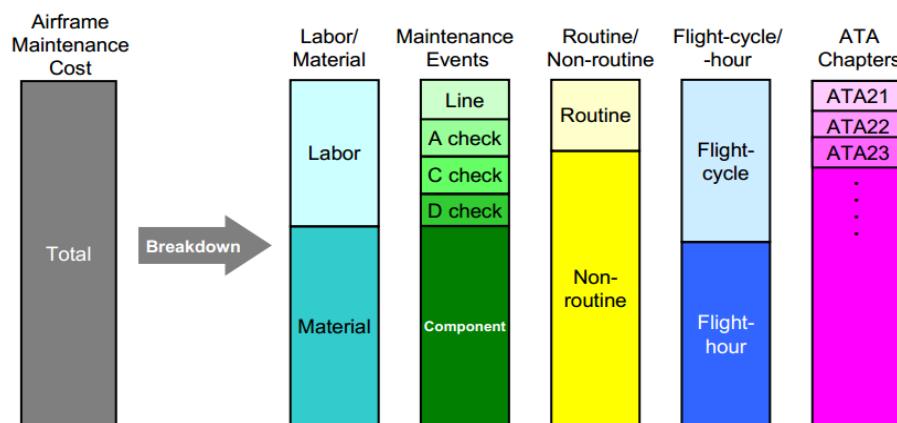 Airframe
Maintenance
Cost
Labor/
Material
Maintenance
Events
Routine/
Non-routine
Flight-cycle/
-hour
ATA
Chapters
Total
Breakdown
Labor
Material
Line
A check
C check
D check
Component
Routine
Non-
routine
Flight-
cycle
Flight-
hour
ATA21
ATA22
ATA23